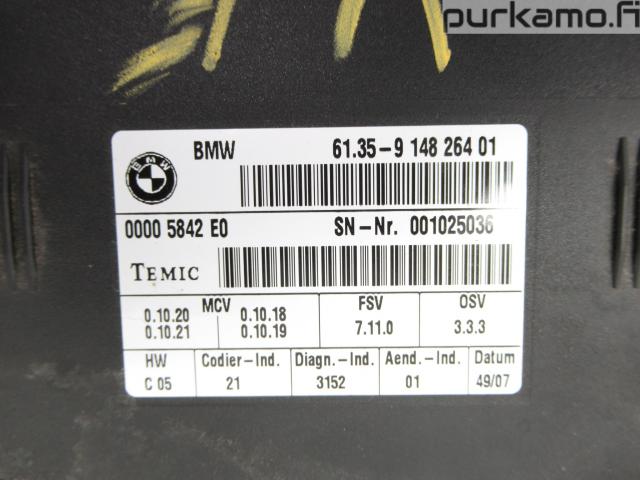 purkamo.fi
BMW 61.35-9 148 264 01
BMW
00005842 E0 SN-Nr. 001025036
TEMIC
MCV FSV OSV
0.10.20 0.10.18 7.11.0 3.3.3
0.10.21 0.10.19
HW Codier-Ind. Diagn.-Ind. Aend.-Ind. Datum
C 05 21 3152 01 49/07